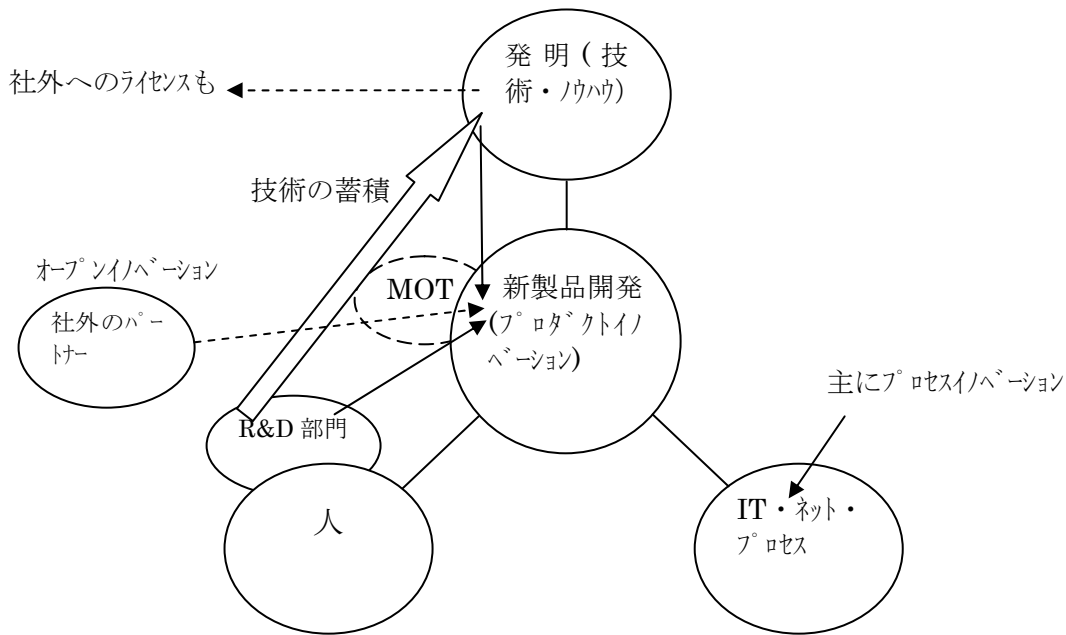 発 明 ( 技
術・ﾉｳﾊｳ)
社外へのﾗｲｾﾝｽも
技術の蓄積
ｵｰﾌﾟﾝｲﾉﾍﾞｰｼｮﾝ
社外のﾊﾟｰ
ﾄﾅｰ
MOT
新製品開発
(ﾌﾟﾛﾀﾞｸﾄｲﾉ
ﾍﾞｰｼｮﾝ)
主にﾌﾟﾛｾｽｲﾉﾍﾞｰｼｮﾝ
R&D 部門
人
IT・ﾈｯﾄ・
ﾌﾟﾛｾｽ